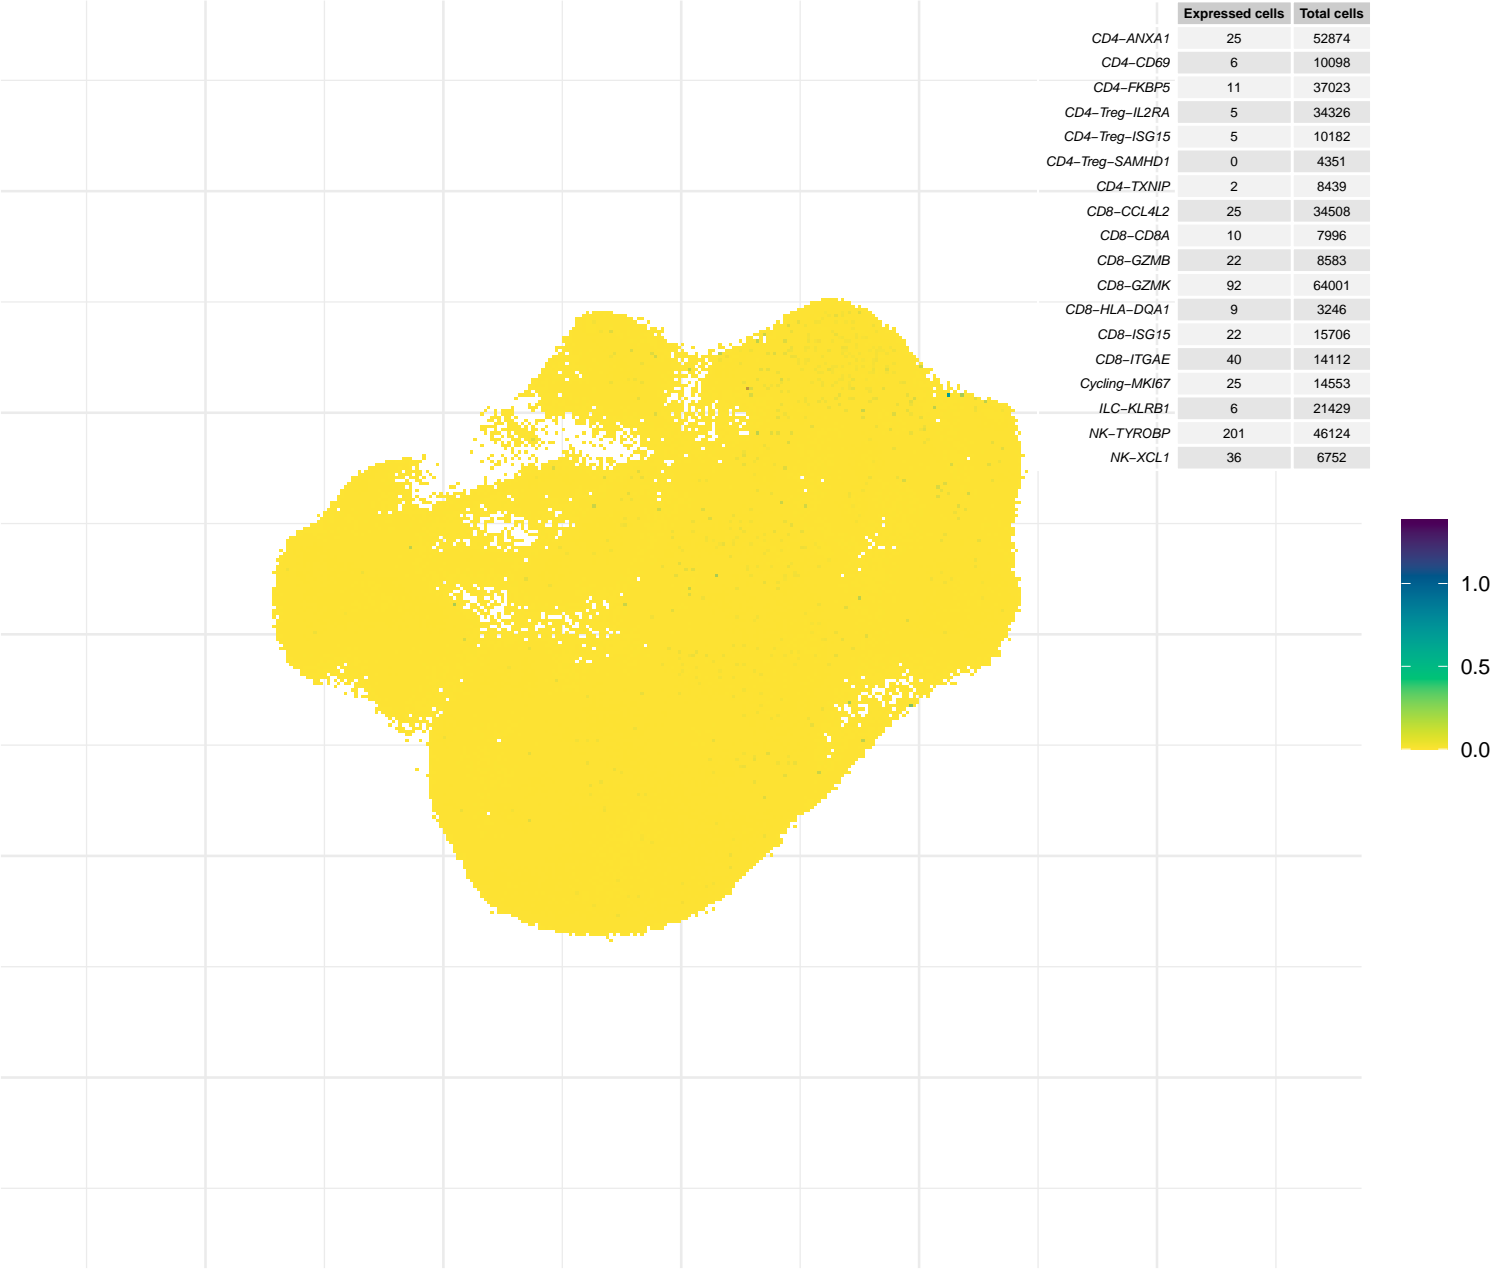 Expressed cells Total cells
CD4−ANXA1 25 52874
CD4−CD69 6 10098
CD4−FKBP5 11 37023
CD4−Treg−IL2RA 5 34326
CD4−Treg−ISG15 5 10182
CD4−Treg−SAMHD1 0 4351
CD4−TXNIP 2 8439
CD8−CCL4L2 25 34508
CD8−CD8A 10 7996
CD8−GZMB 22 8583
CD8−GZMK 92 64001
CD8−HLA−DQA1 9 3246
CD8−ISG15 22 15706
CD8−ITGAE 40 14112
Cycling−MKI67 25 14553
ILC−KLRB1 6 21429
NK−TYROBP 201 46124
NK−XCL1 36 6752
1.0
0.5
0.0